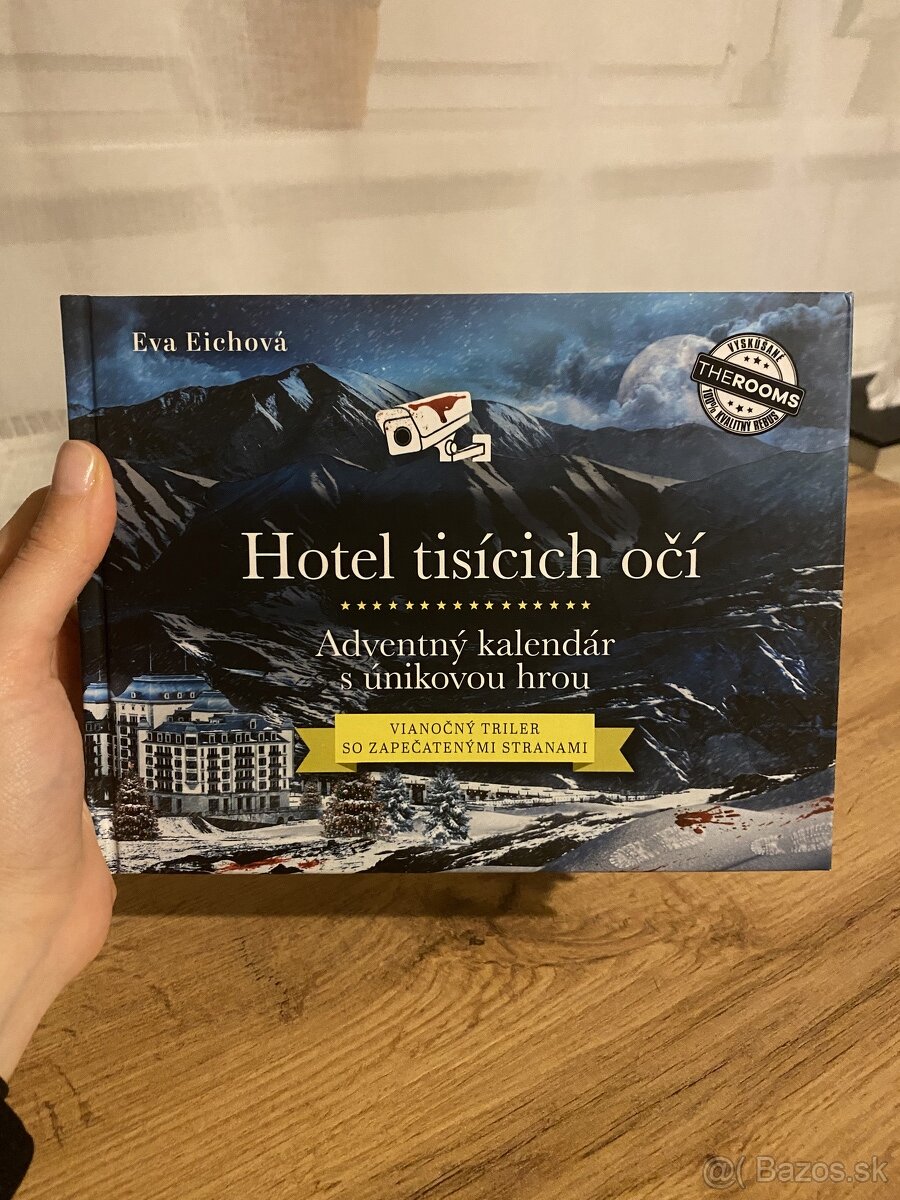 Eva Eichová
VYSKÚŠANÉ
THEROOMS
100% KVALITNÝ REBUS
Hotel tisícich očí
Adventný kalendár
s únikovou hrou
VIANOČNÝ TRILER
SO ZAPEČATENÝMI STRANAMI
@( Bazos.sk